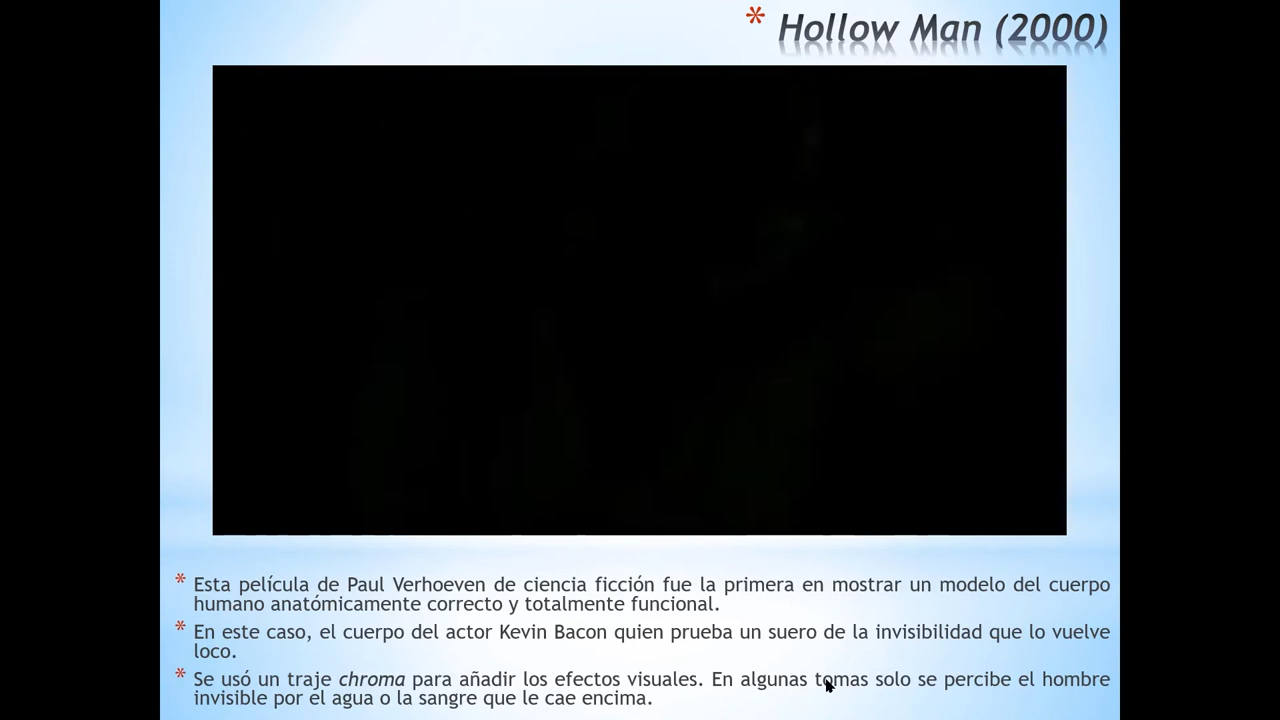 * Hollow Man (2000)
* Esta película de Paul Verhoeven de ciencia ficción fue la primera en mostrar un modelo del cuerpo
humano anatómicamente correcto y totalmente funcional.
* En este caso, el cuerpo del actor Kevin Bacon quien prueba un suero de la invisibilidad que lo vuelve
loco.
* Se usó un traje chroma para añadir los efectos visuales. En algunas tomas solo se percibe el hombre
invisible por el agua o la sangre que le cae encima.